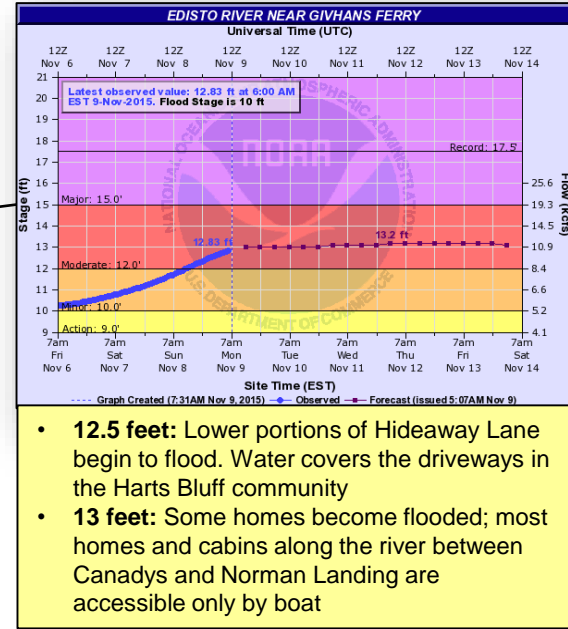 EDISTO RIVER NEAR GIVHANS FERRY
Universal Time (UTC)
12Z 12Z 12Z 12Z 12Z 12Z 12Z 12Z 12Z
Nov 6 Nov 7 Nov 8 Nov 9 Nov 10 Nov 11 Nov 12 Nov 13 Nov 14
21
20
19
18
17
16
15
14
13
12
11
10
9
Stage (ft)
Latest observed value: 12.83 ft at 6:00 AM
EST 9-Nov-2015. Flood Stage is 10 ft
Record: 17.5'
Major: 15.0'
12.83 ft
13.2 ft
Moderate: 12.0'
Minor: 10.0'
Action: 9.0'
NATIONAL OCEANIC AND ATMOSPHERIC ADMINISTRATION
NOAA
U.S. DEPARTMENT OF COMMERCE
25.6
19.3
14.5
10.9
8.4
6.6
5.2
4.1
Flow (kcfs)
7am 7am 7am 7am 7am 7am 7am 7am 7am
Fri Sat Sun Mon Tue Wed Thu Fri Sat
Nov 6 Nov 7 Nov 8 Nov 9 Nov 10 Nov 11 Nov 12 Nov 13 Nov 14
Site Time (EST)
Graph Created (7:31AM Nov 9, 2015) Observed Forecast (issued 5:07AM Nov 9)
• 12.5 feet: Lower portions of Hideaway Lane
begin to flood. Water covers the driveways in
the Harts Bluff community
• 13 feet: Some homes become flooded; most
homes and cabins along the river between
Canadys and Norman Landing are
accessible only by boat